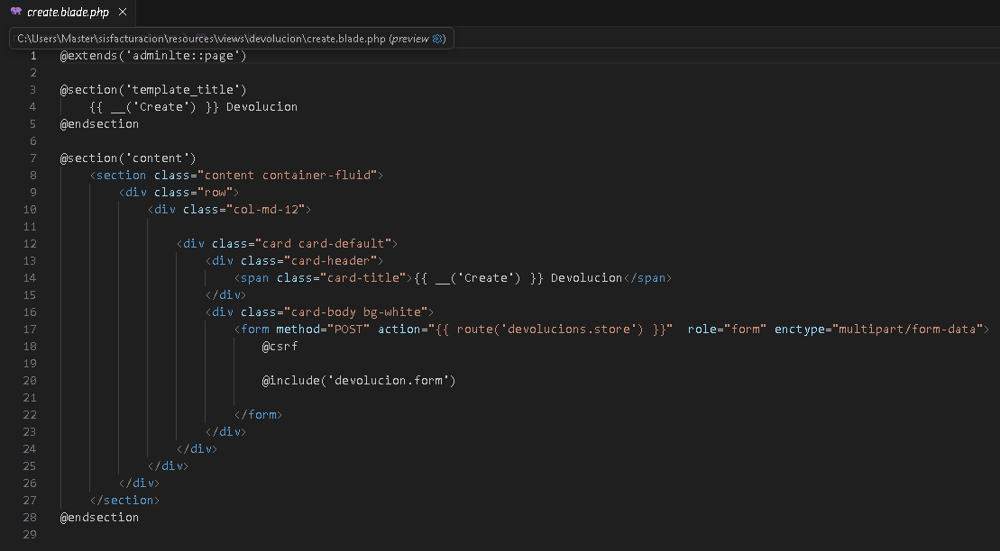 create.blade.php
C:\Users\Master\sisfacturacion\resources\views\devolucion\create.blade.php (preview)
1 @extends('adminlte::page')
2
3 @section('template_title')
4 {{ __('Create') }} Devolucion
5 @endsection
6
7 @section('content')
8 <section class="content container-fluid">
9 <div class="row">
10 <div class="col-md-12">
11
12 <div class="card card-default">
13 <div class="card-header">
14 <span class="card-title">{{ __('Create') }} Devolucion</span>
15 </div>
16 <div class="card-body bg-white">
17 <form method="POST" action="{{ route('devolucions.store') }}"  role="form" enctype="multipart/form-data">
18 @csrf
19
20 @include('devolucion.form')
21
22 </form>
23 </div>
24 </div>
25 </div>
26 </div>
27 </section>
28 @endsection
29